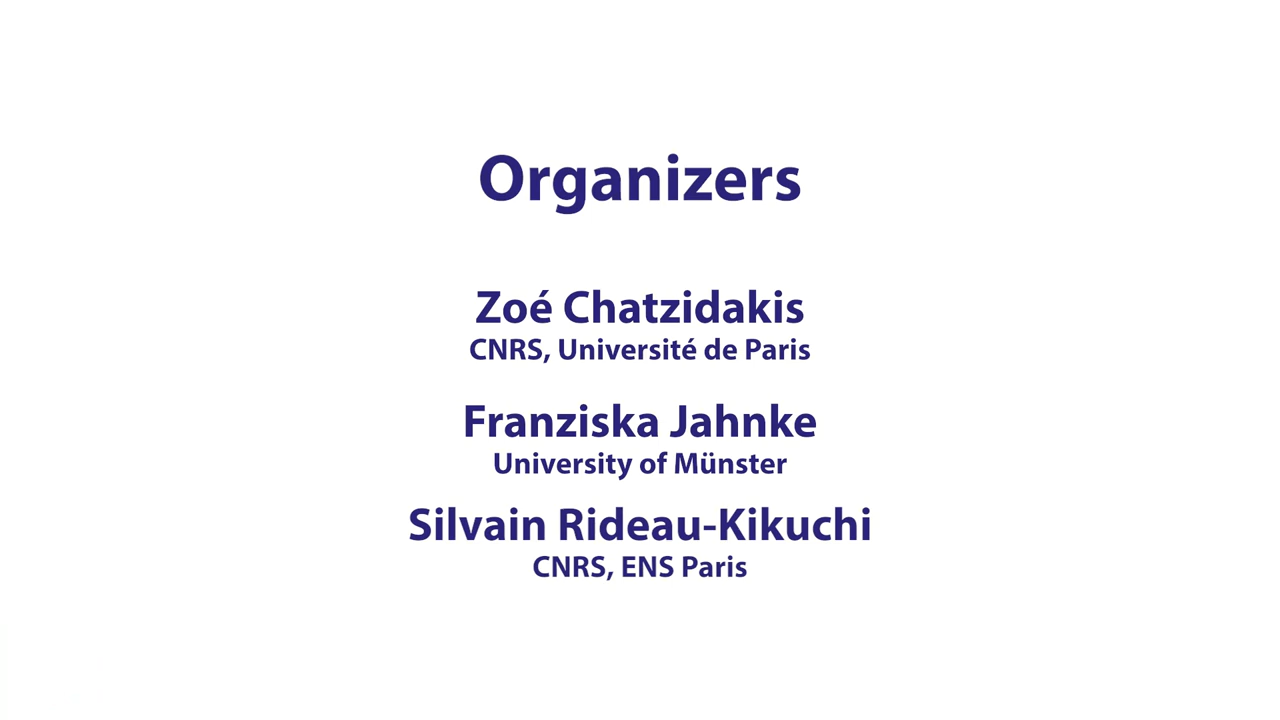 Organizers
Zoé Chatzidakis
CNRS, Université de Paris
Franziska Jahnke
University of Münster
Silvain Rideau-Kikuchi
CNRS, ENS Paris